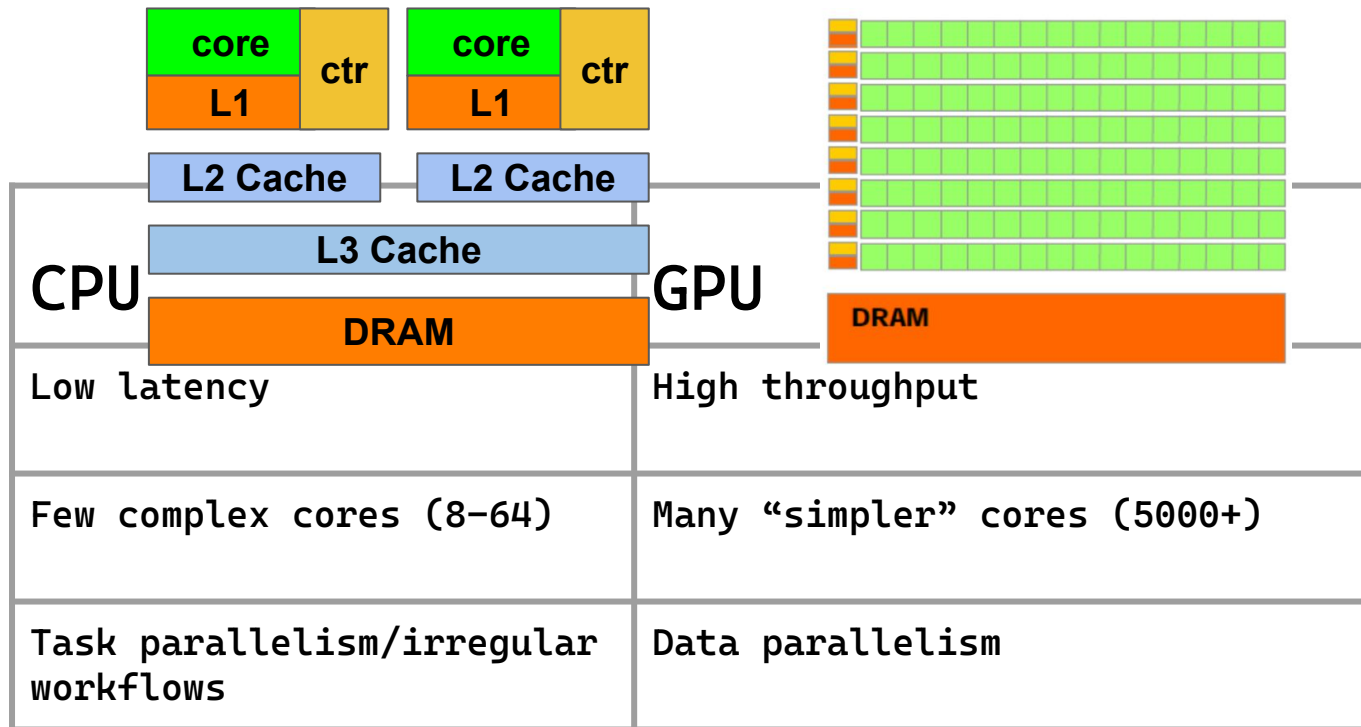 core
ctr
core
ctr
L1
L1
L2 Cache
L2 Cache
L3 Cache
CPU
GPU
DRAM
DRAM
Low latency
High throughput
Few complex cores (8–64)
Many “simpler” cores (5000+)
Task parallelism/irregular
workflows
Data parallelism